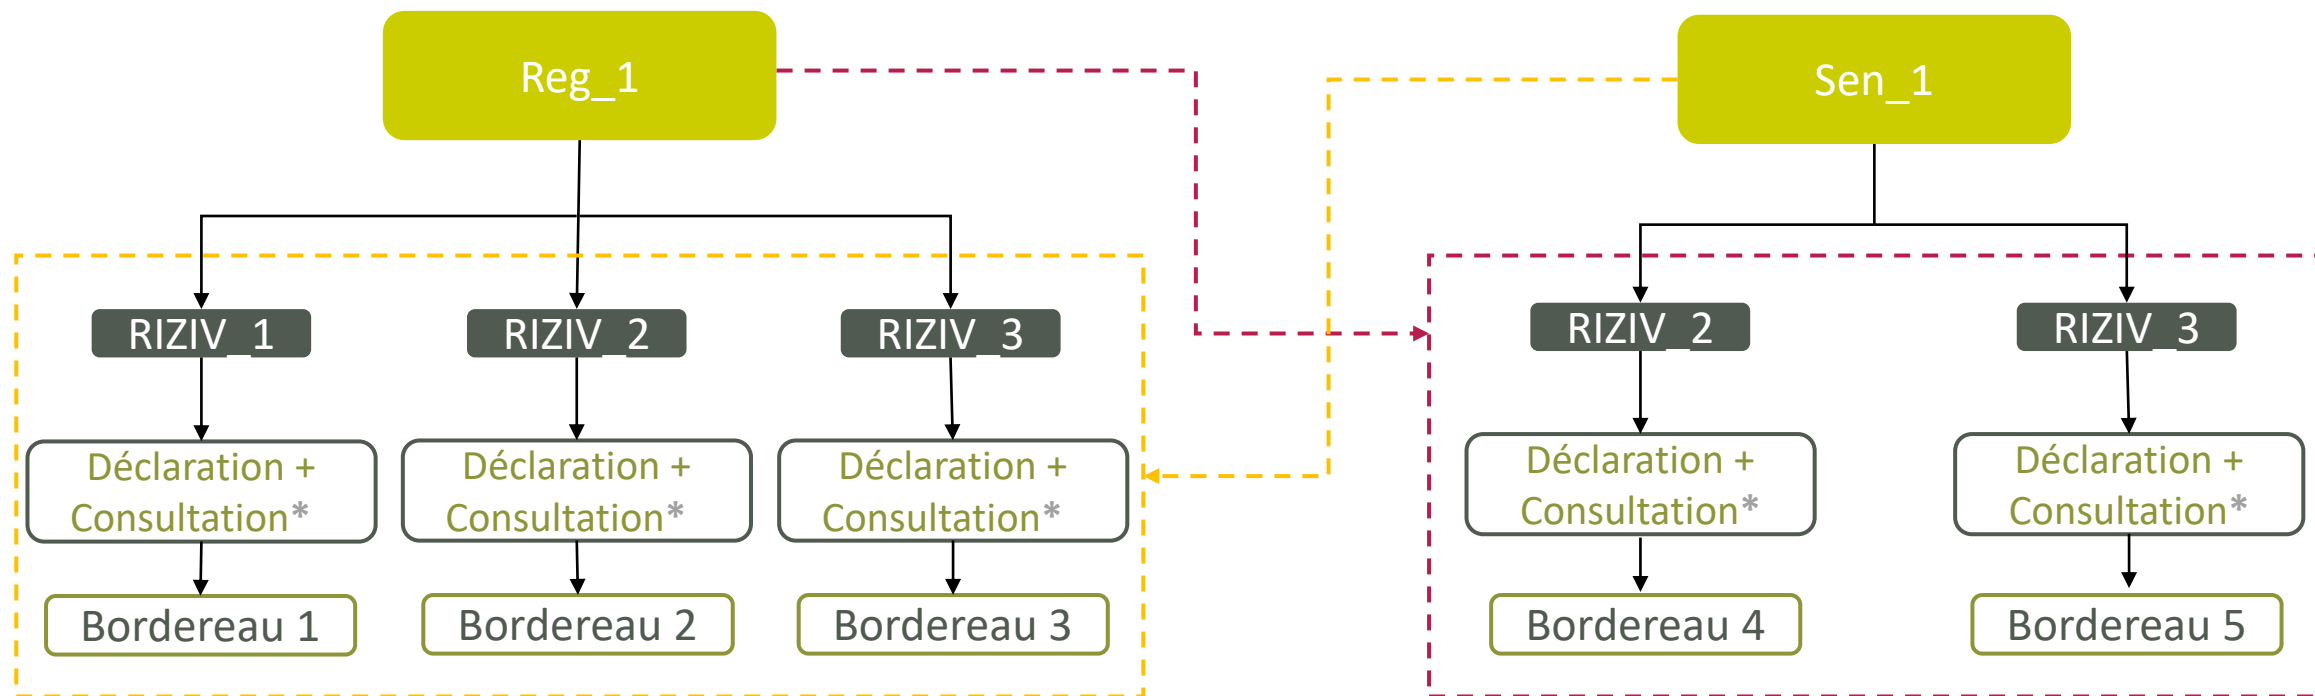 Reg_1
Sen_1
RIZIV_1
RIZIV_2
RIZIV_3
RIZIV_2
RIZIV_3
Déclaration +
Consultation*
Déclaration +
Consultation*
Déclaration +
Consultation*
Déclaration +
Consultation*
Déclaration +
Consultation*
Bordereau 1
Bordereau 2
Bordereau 3
Bordereau 4
Bordereau 5